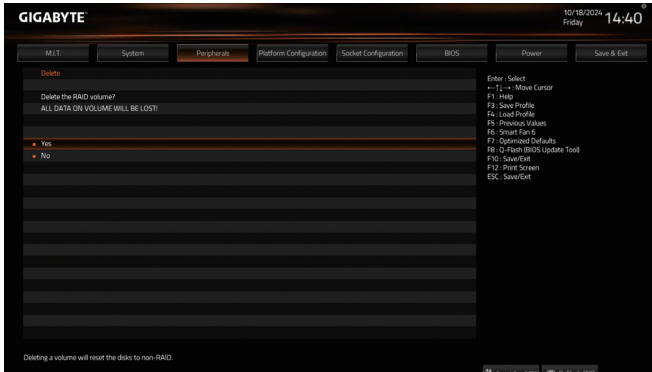 GIGABYTE™
10/18/2024
Friday
14:40
M.I.T.
System
Peripherals
Platform Configuration
Socket Configuration
BIOS
Power
Save & Exit
Delete
Delete the RAID volume?
ALL DATA ON VOLUME WILL BE LOST!
Yes
No
Enter : Select
←↑↓→ : Move Cursor
F1 : Help
F3 : Save Profile
F4 : Load Profile
F5 : Previous Values
F6 : Smart Fan 6
F7 : Optimized Defaults
F8 : Q-Flash (BIOS Update Tool)
F10 : Save/Exit
F12 : Print Screen
ESC : Save/Exit
Deleting a volume will reset the disks to non-RAID.